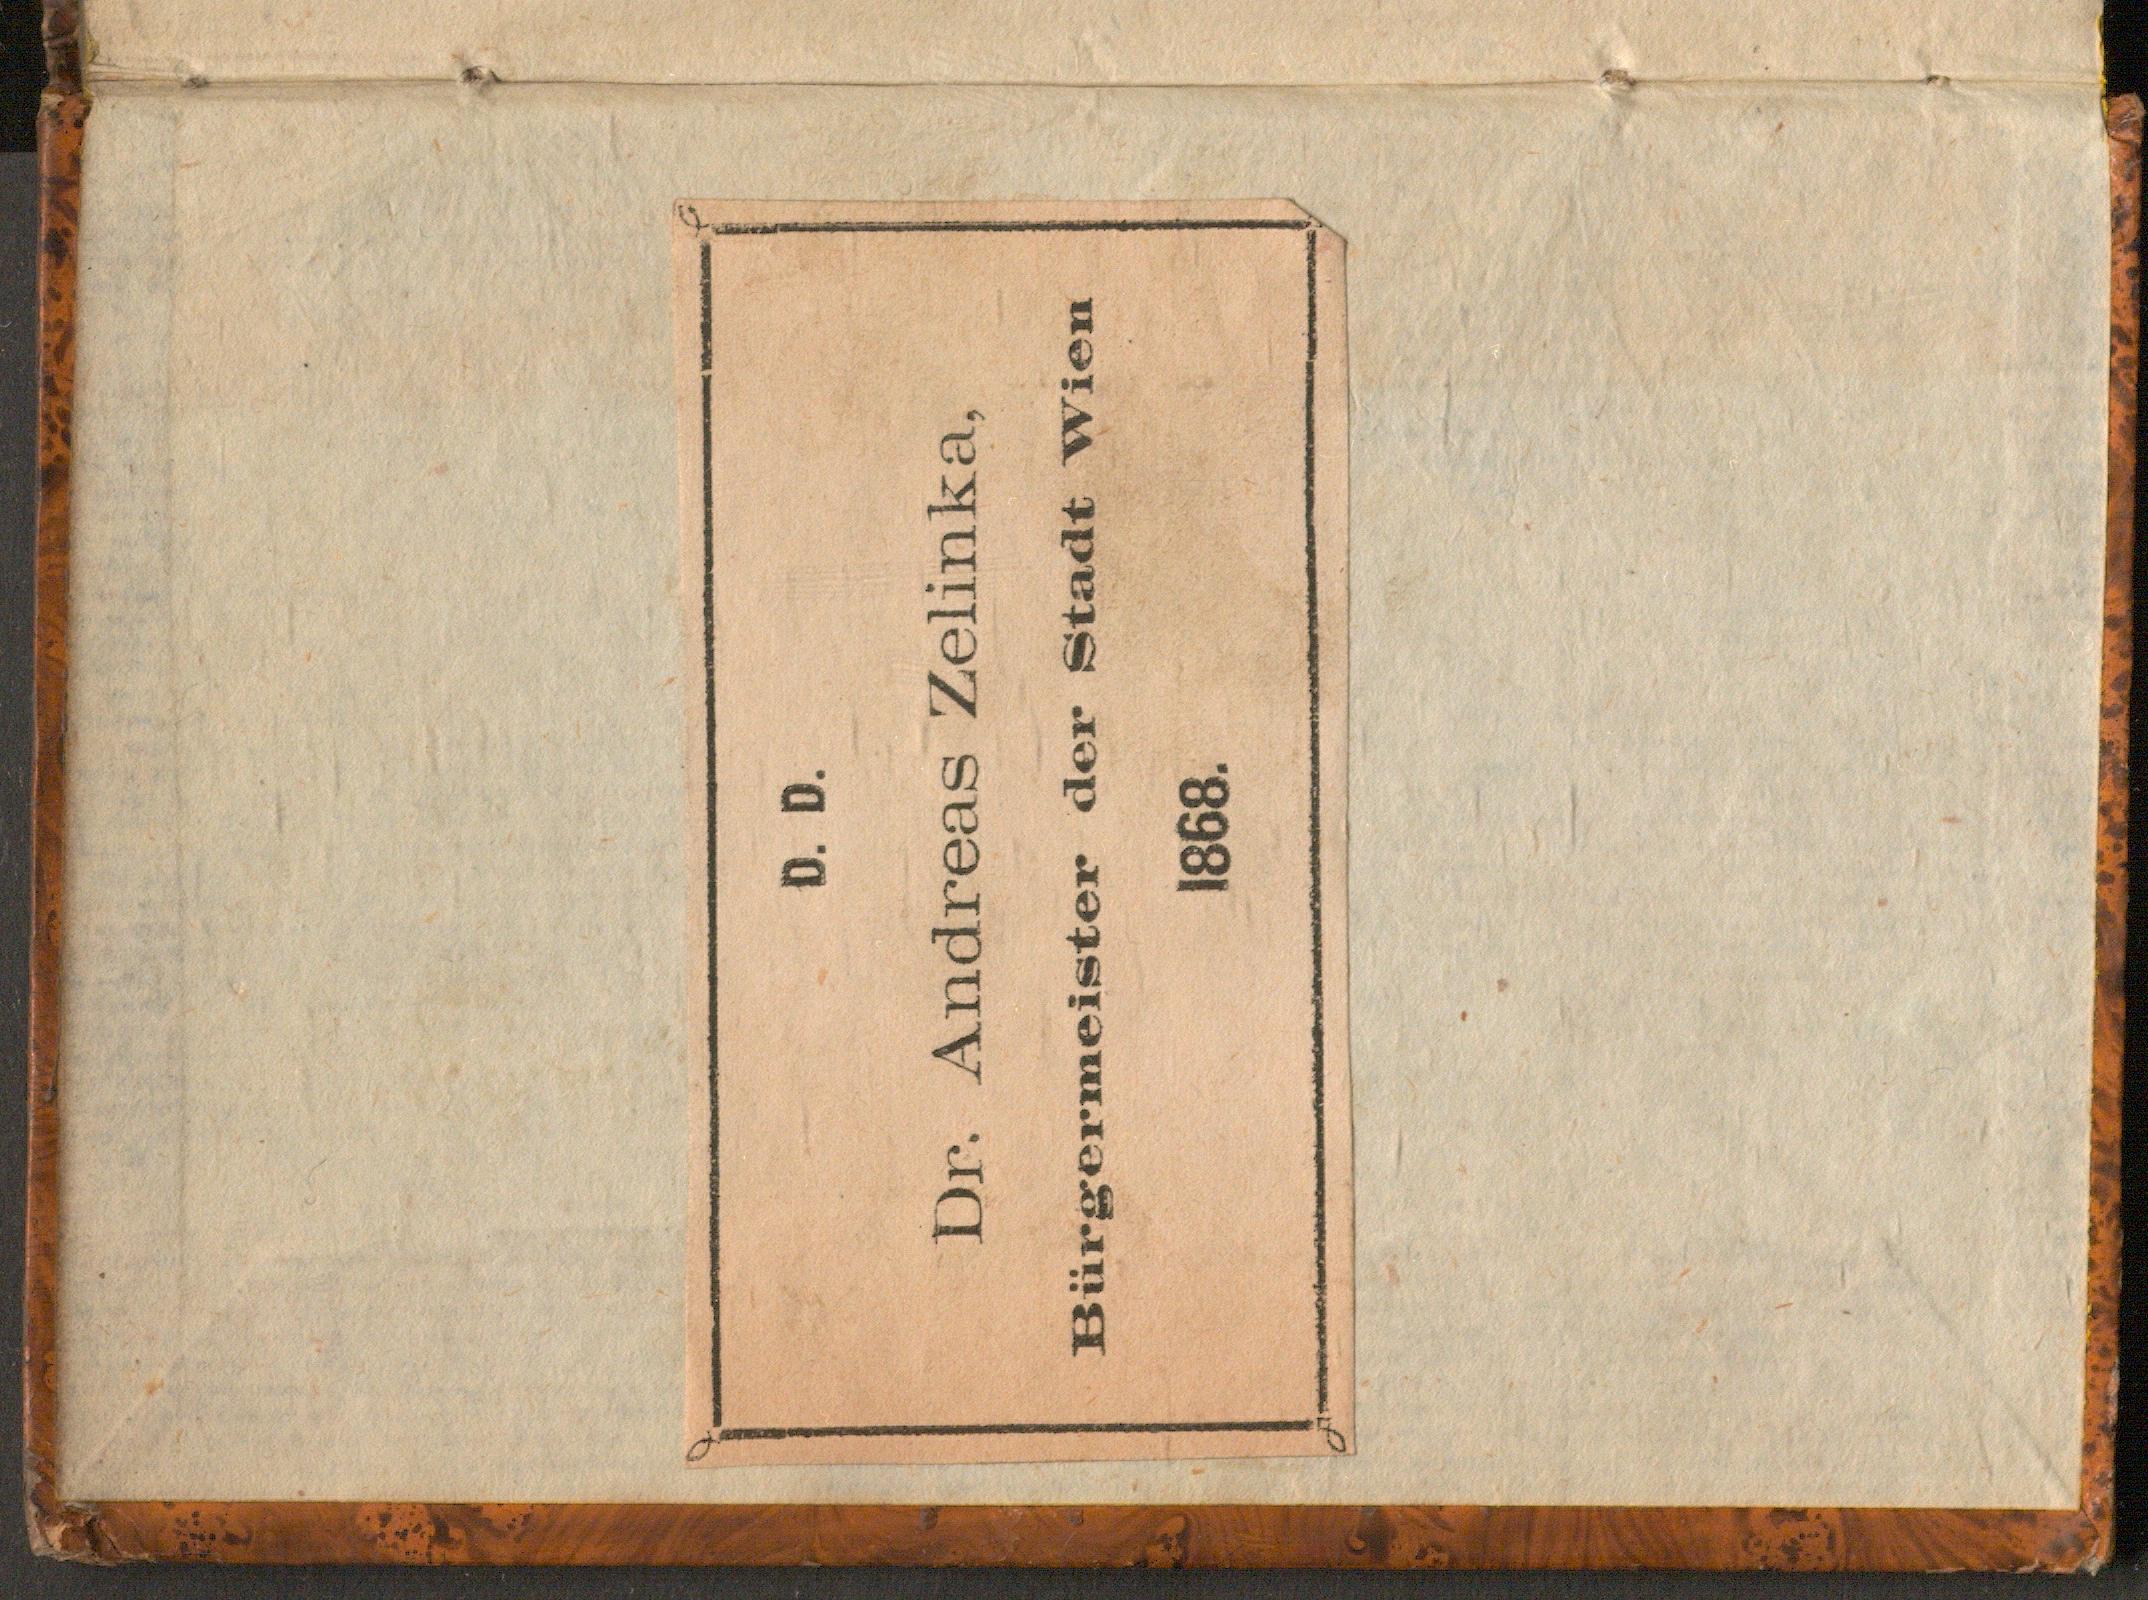 D. D.
Dr. Andreas Zelinka,
Bürgermeister der Stadt Wien
1868.